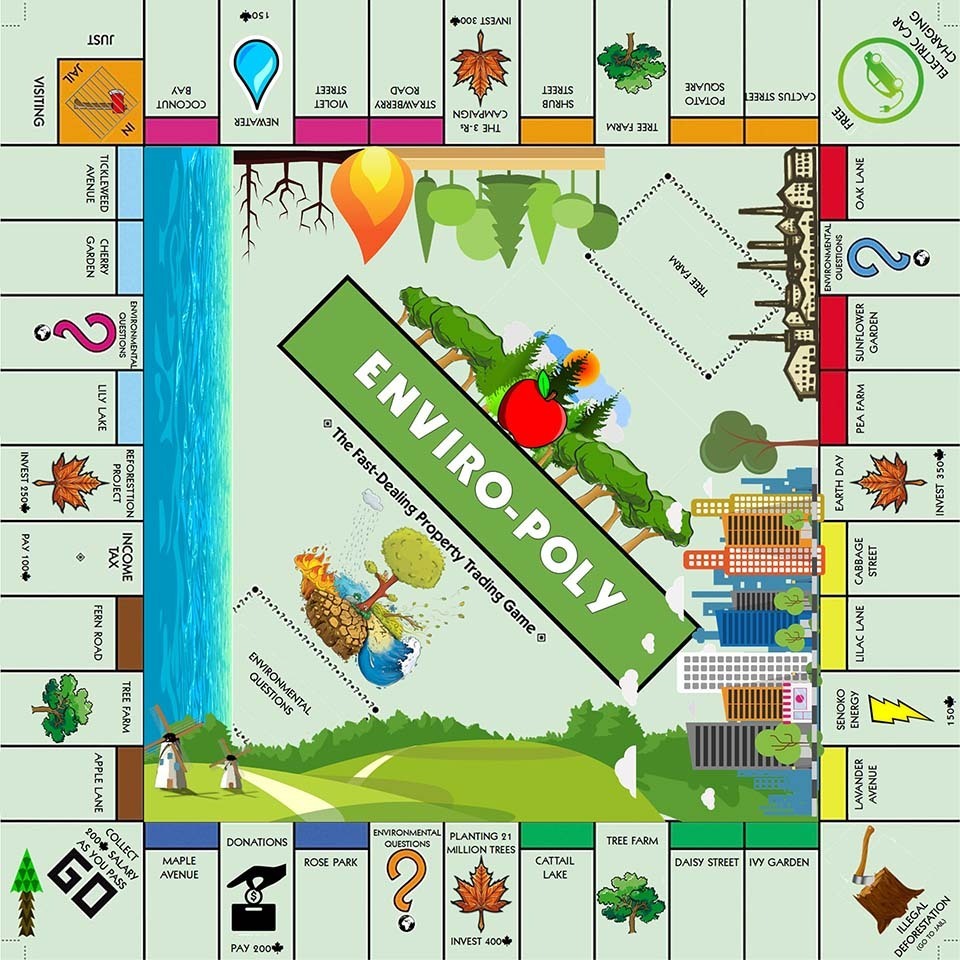 JUST
VISITING
IN
JAIL
COCONUT
BAY
150
NEWATER
VIOLET
STREET
STRAWBERRY
ROAD
INVEST 300
THE 3-Rs
CAMPAIGN
SHRUB
STREET
TREE FARM
POTATO
SQUARE
CACTUS STREET
FREE
ELECTRIC CAR
CHARGING
OAK LANE
ENVIRONMENTAL
QUESTIONS
?
SUNFLOWER
GARDEN
PEA FARM
EARTH DAY
INVEST 350
CABBAGE
STREET
LILAC LANE
SENOKO
ENERGY
150
LAVANDER
AVENUE
ILLEGAL
DEFORESTATION
(GO TO JAIL)
IVY GARDEN
DAISY STREET
TREE FARM
CATTAIL
LAKE
PLANTING 21
MILLION TREES
INVEST 400
ENVIRONMENTAL
QUESTIONS
?
ROSE PARK
DONATIONS
$
PAY 200
MAPLE
AVENUE
COLLECT
200 SALARY
AS YOU PASS
GO
APPLE LANE
TREE FARM
FERN ROAD
INCOME
TAX
PAY 100
REFORESTTION
PROJECT
INVEST 250
LILY LAKE
ENVIRONMENTAL
QUESTIONS
?
CHERRY
GARDEN
TICKLEWEED
AVENUE
TREE FARM
ENVIRO-POLY
The Fast-Dealing Property Trading Game
ENVIRONMENTAL
QUESTIONS